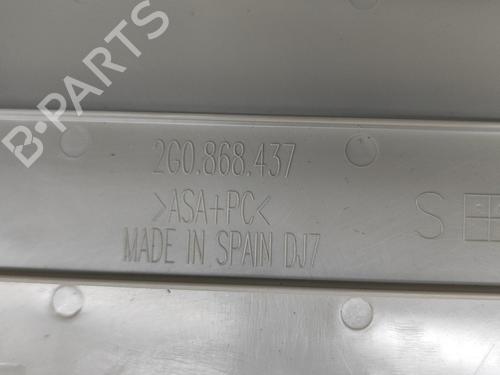 B-PARTS
2G0.868.437
>ASA+PC<
S
MADE IN SPAIN DJ7